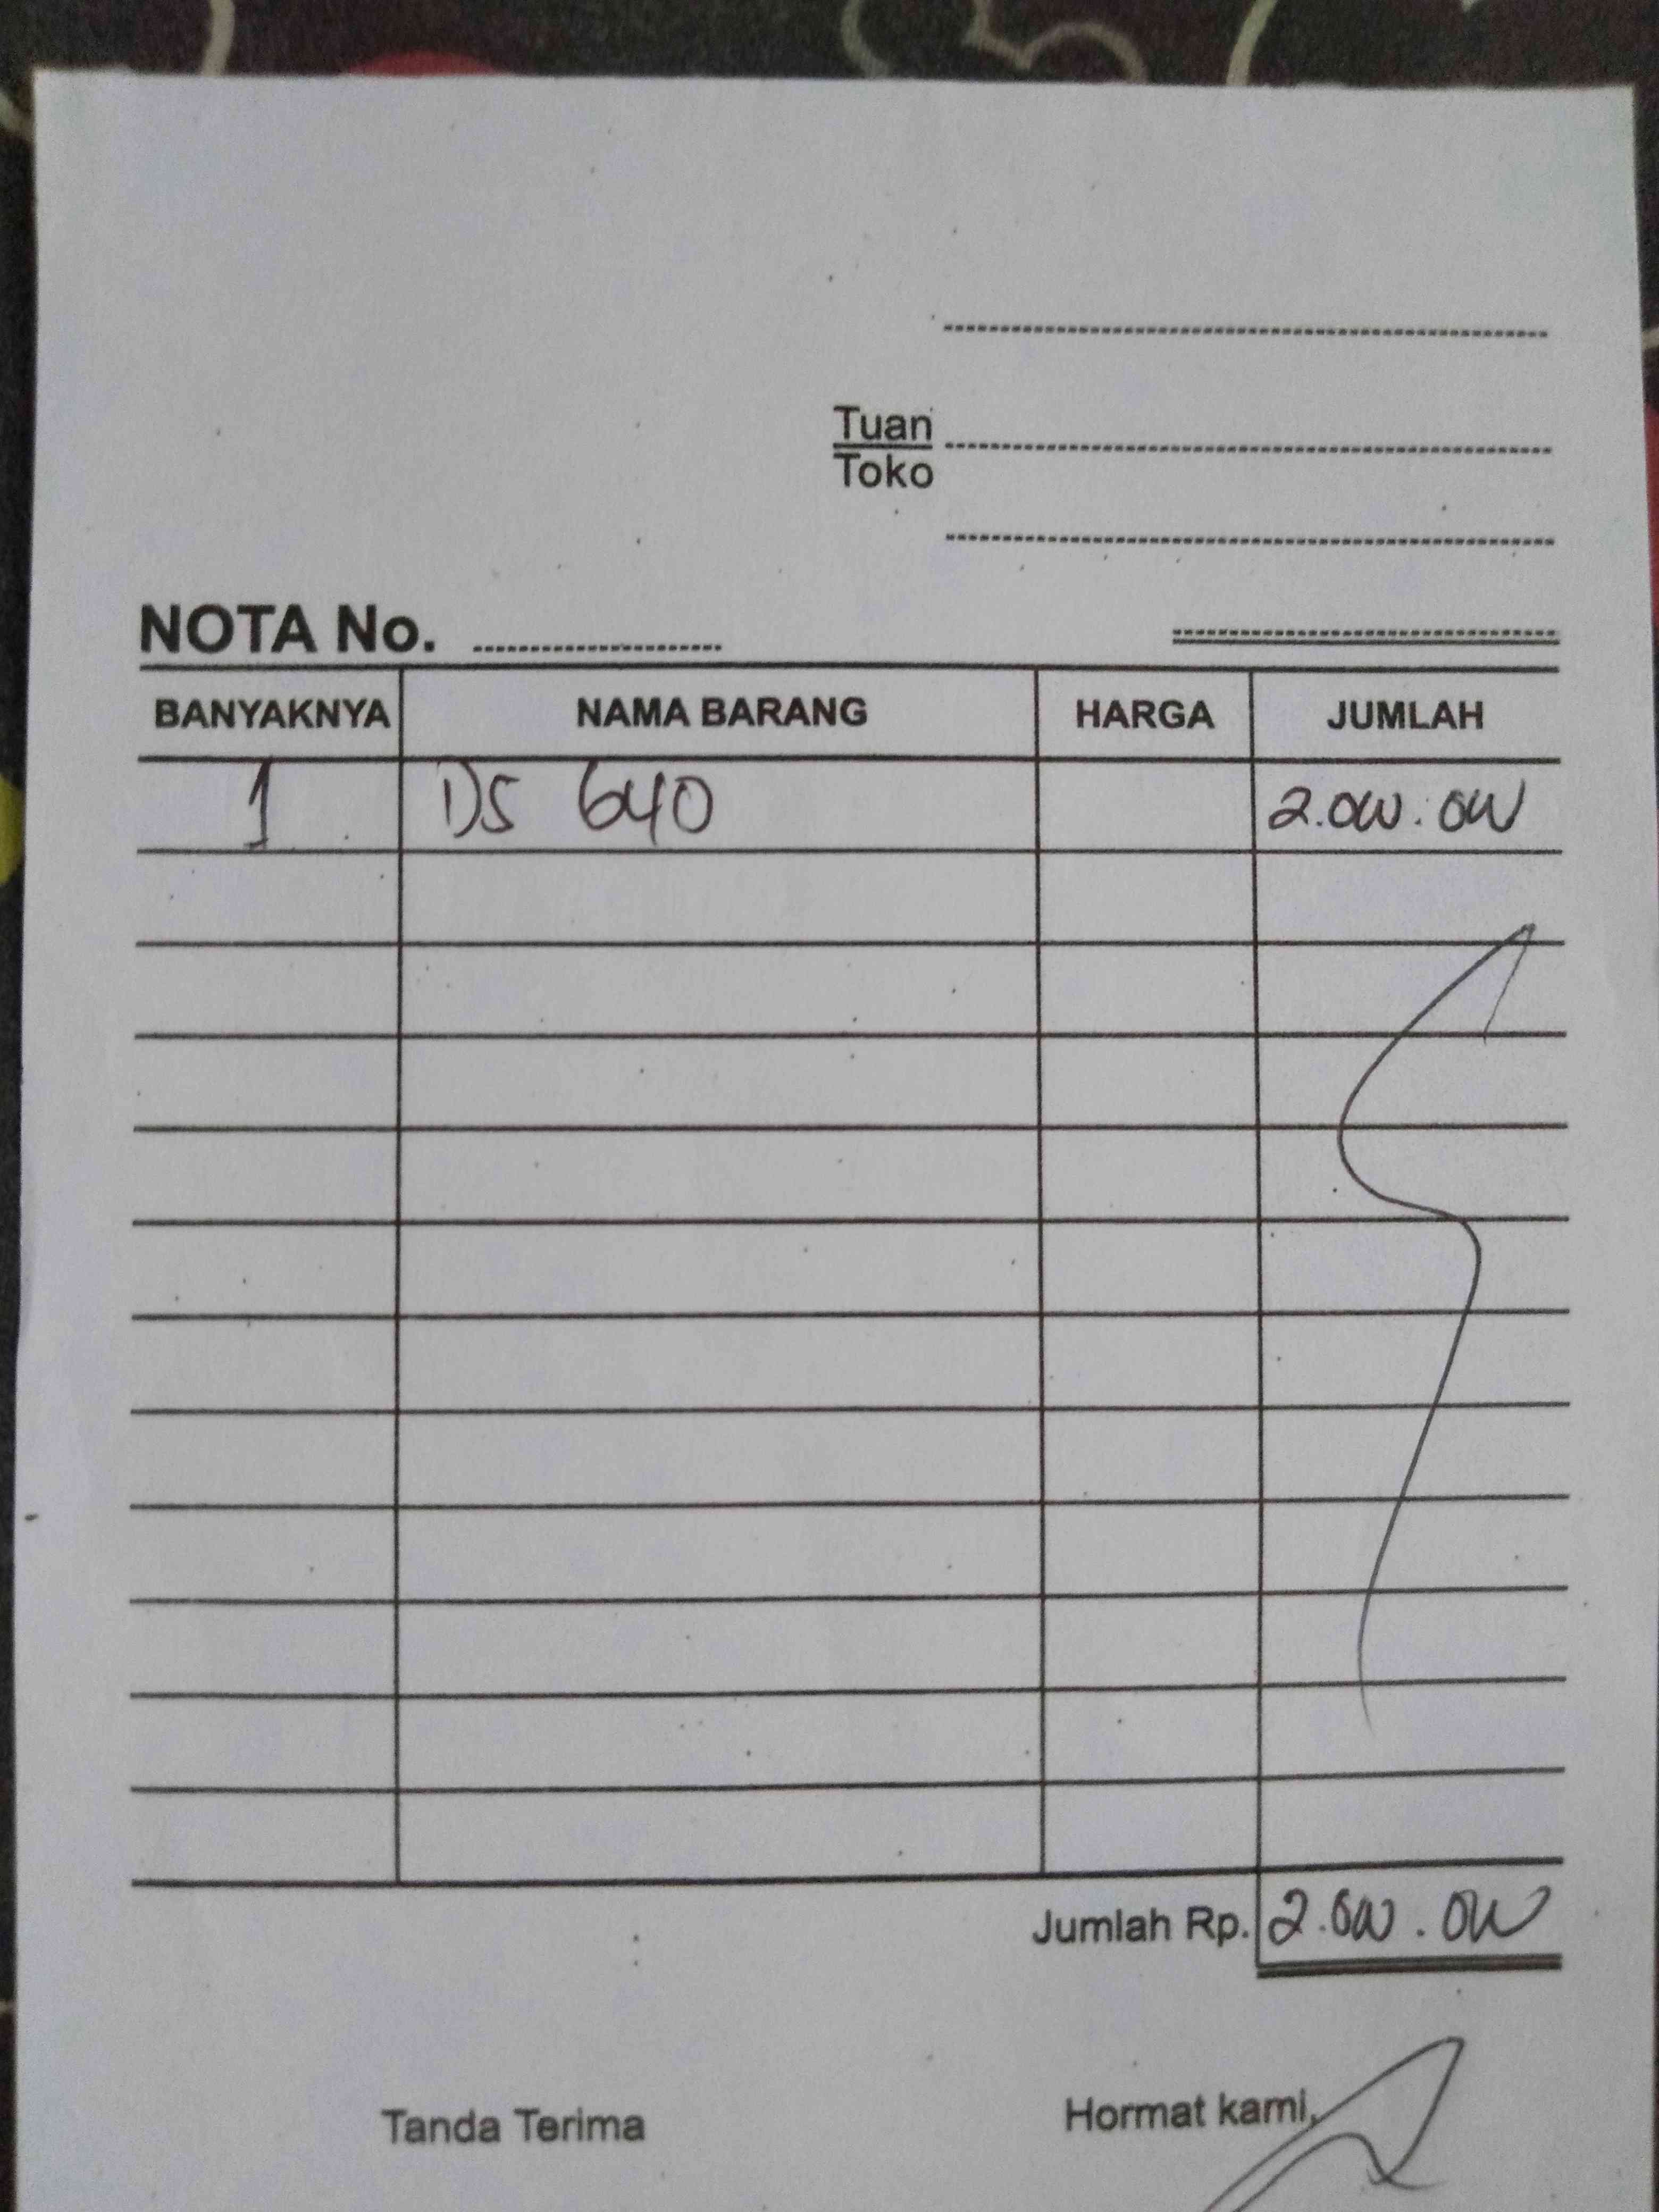 Tuan
Toko
NOTA No.
BANYAKNYA NAMA BARANG HARGA JUMLAH
1 DS 640 2.000.000
Jumlah Rp. 2.000.000
Tanda Terima Hormat kami,